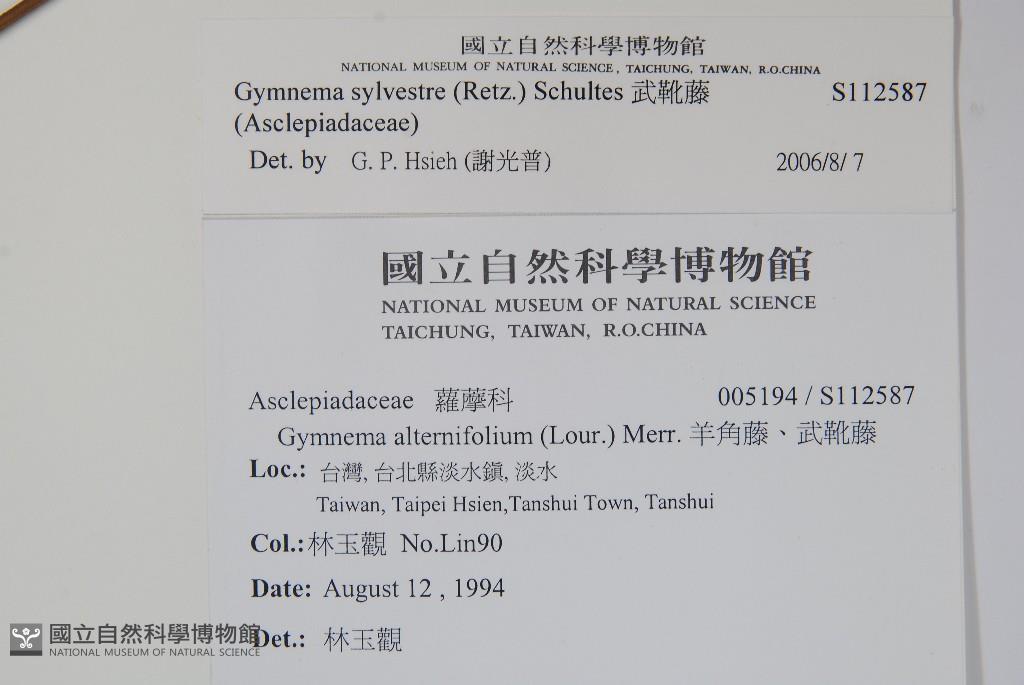 國立自然科學博物館
NATIONAL MUSEUM OF NATURAL SCIENCE, TAICHUNG, TAIWAN, R.O.CHINA
Gymnema sylvestre (Retz.) Schultes 武靴藤 S112587
(Asclepiadaceae)
Det. by G. P. Hsieh (謝光普) 2006/8/ 7
國立自然科學博物館
NATIONAL MUSEUM OF NATURAL SCIENCE
TAICHUNG, TAIWAN, R.O.CHINA
Asclepiadaceae 蘿藦科 005194 / S112587
Gymnema alternifolium (Lour.) Merr. 羊角藤、武靴藤
Loc.: 台灣, 台北縣淡水鎮, 淡水
Taiwan, Taipei Hsien,Tanshui Town, Tanshui
Col.:林玉觀 No.Lin90
Date: August 12 , 1994
Det.: 林玉觀
國立自然科學博物館
NATIONAL MUSEUM OF NATURAL SCIENCE